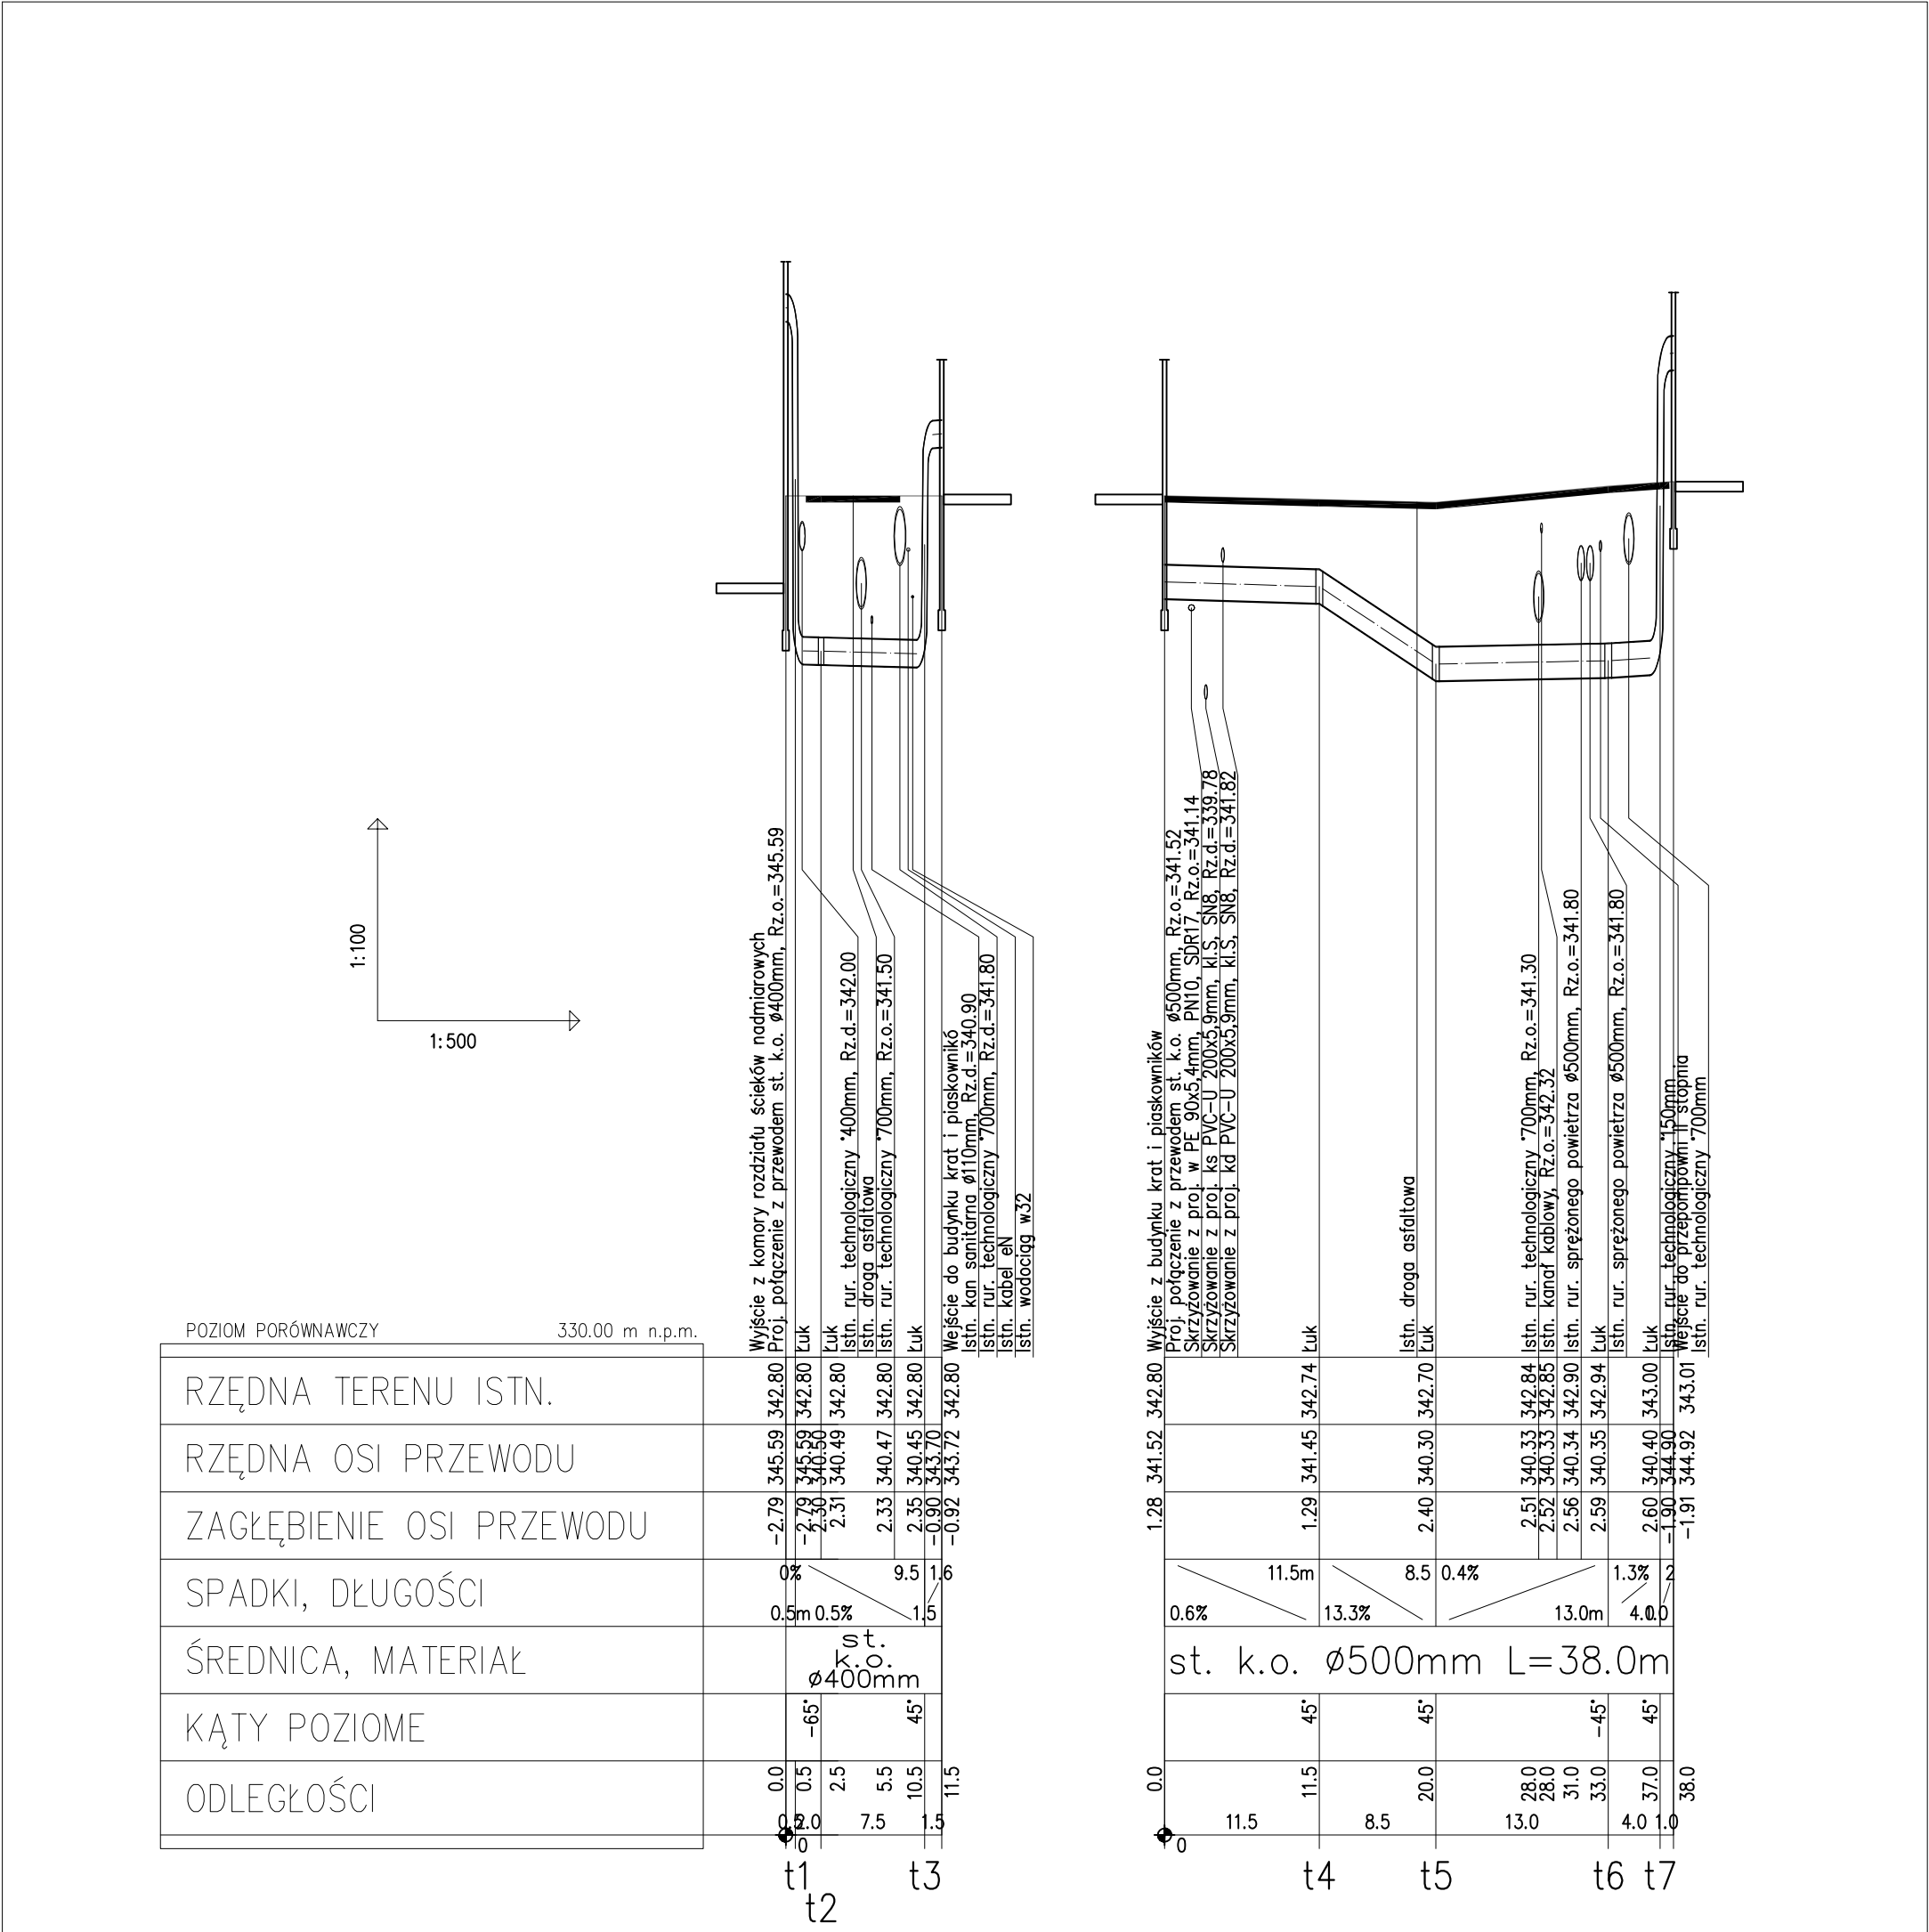 1:100
1:500
POZIOM PORÓWNAWCZY 330.00 m n.p.m.
Wyjście z komory rozdziału ścieków nadmiarowych
Proj. połączenie z przewodem st. k.o. ø400mm, Rz.o.=345.59
Łuk
Łuk
Istn. rur. technologiczny *400mm, Rz.d.=342.00
Istn. droga asfaltowa
Istn. rur. technologiczny *700mm, Rz.o.=341.50
Łuk
Wejście do budynku krat i piaskownikó
Istn. kan sanitarna ø110mm, Rz.d.=340.90
Istn. rur. technologiczny *700mm, Rz.d.=341.80
Istn. kabel eN
Istn. wodociąg w32
Wyjście z budynku krat i piaskowników
Proj. połączenie z przewodem st. k.o. ø500mm, Rz.o.=341.52
Skrzyżowanie z proj. w PE 90x5,4mm, PN10, SDR17, Rz.o.=341.14
Skrzyżowanie z proj. ks PVC-U 200x5,9mm, kl.S, SN8, Rz.d.=339.78
Skrzyżowanie z proj. kd PVC-U 200x5,9mm, kl.S, SN8, Rz.d.=341.82
Łuk
Istn. droga asfaltowa
Łuk
Istn. rur. technologiczny *700mm, Rz.o.=341.30
Istn. kanał kablowy, Rz.o.=342.32
Istn. rur. sprężonego powietrza ø500mm, Rz.o.=341.80
Łuk
Istn. rur. sprężonego powietrza ø500mm, Rz.o.=341.80
Łuk
Istn. rur. technologiczny *150mm
Wejście do przepompowni II stopnia
Istn. rur. technologiczny *700mm
RZĘDNA TERENU ISTN.
342.80 342.80 342.80 342.80 342.80 342.80
342.80 342.74 342.70 342.84 342.85 342.90 342.94 343.00 343.01
RZĘDNA OSI PRZEWODU
345.59 345.59 340.50 340.49 340.47 340.45 343.70 343.72
341.52 341.45 340.30 340.33 340.33 340.34 340.35 340.40 344.90 344.92
ZAGŁĘBIENIE OSI PRZEWODU
-2.79 -2.79 2.30 2.31 2.33 2.35 -0.90 -0.92
1.28 1.29 2.40 2.51 2.52 2.56 2.59 2.60 -1.90 -1.91
SPADKI, DŁUGOŚCI
0% 9.5 1.6
0.5m 0.5% 1.5
11.5m 8.5 0.4% 1.3% 2
0.6% 13.3% 13.0m 4.0 1.0
ŚREDNICA, MATERIAŁ
st.
k.o.
ø400mm
st. k.o. ø500mm L=38.0m
KĄTY POZIOME
-65° 45°
45° 45° -45° 45°
ODLEGŁOŚCI
0.0 0.5 2.5 5.5 10.5 11.5
0.5 2.0 7.5 1.5
0.0 11.5 20.0 28.0 28.0 31.0 33.0 37.0 38.0
11.5 8.5 13.0 4.0 1.0
0
0
t1
t2
t3
t4
t5
t6
t7